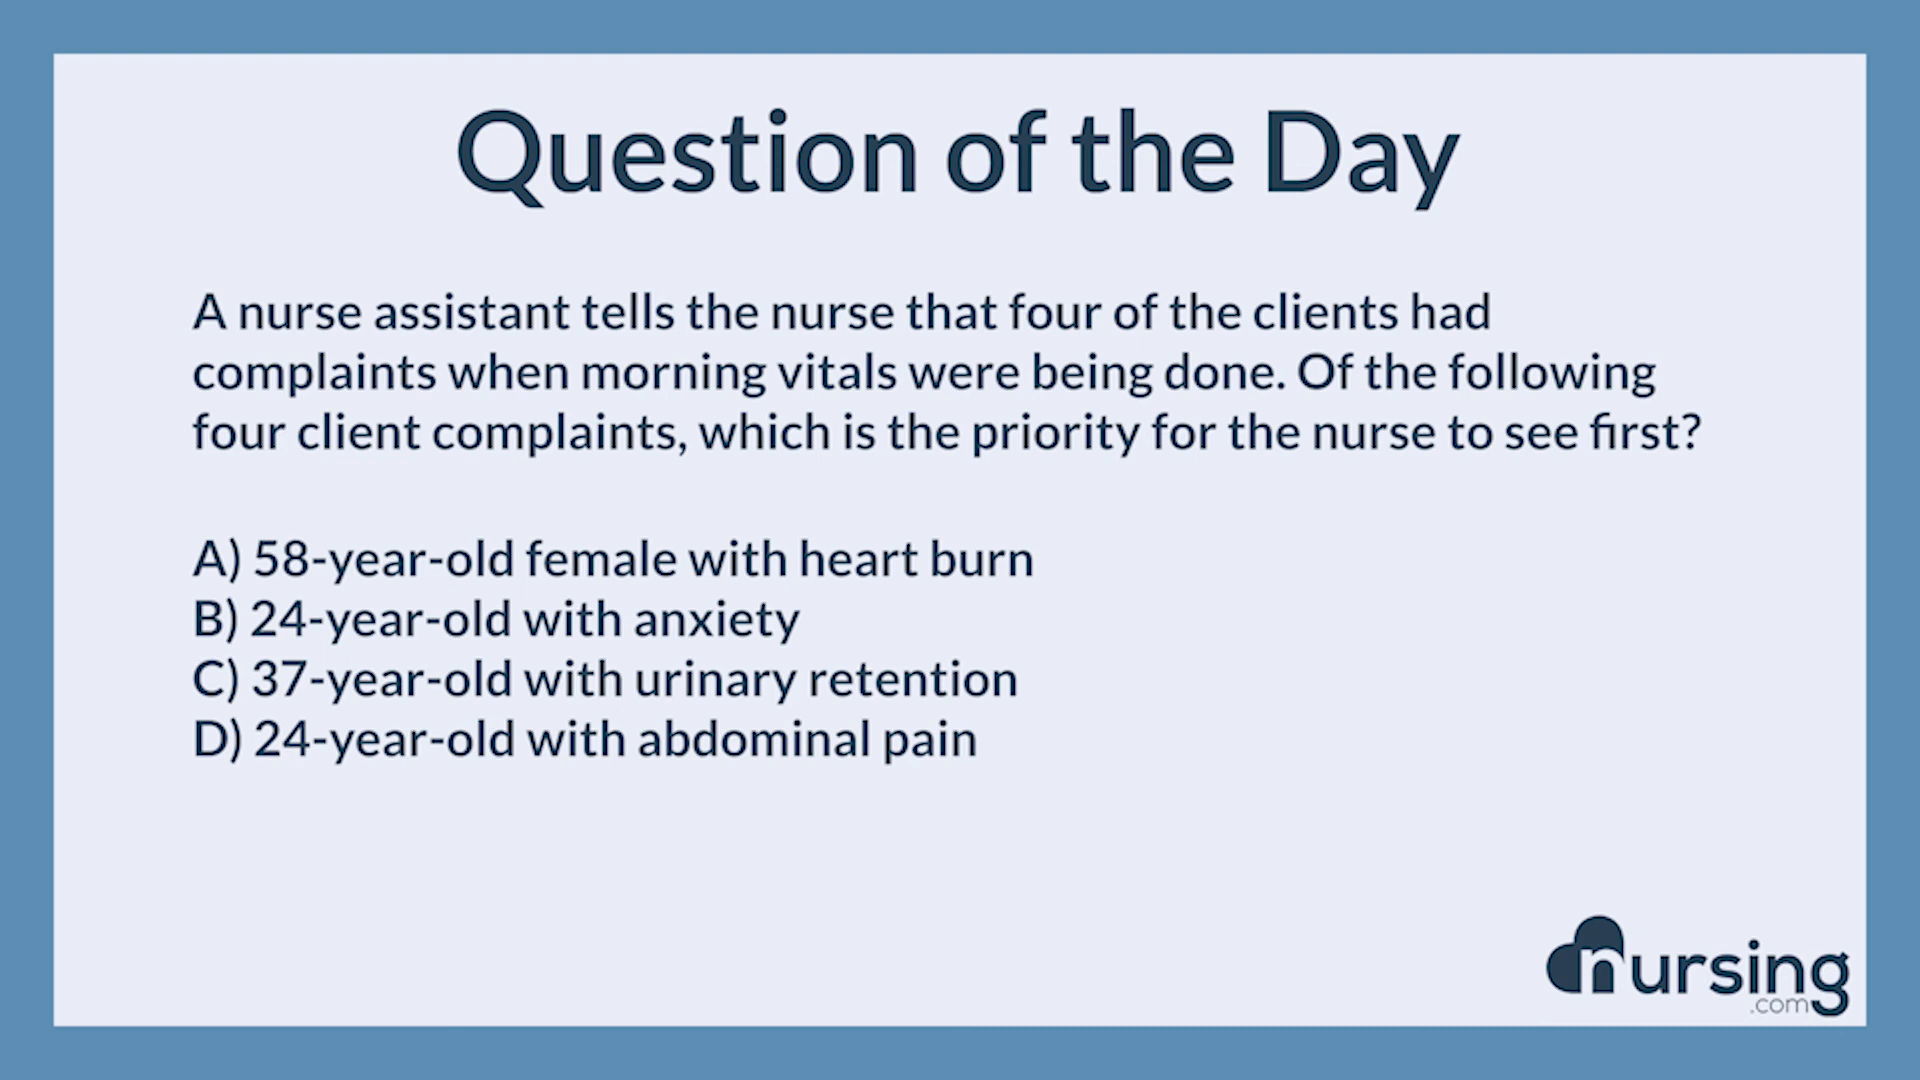 Question of the Day
A nurse assistant tells the nurse that four of the clients had
complaints when morning vitals were being done. Of the following
four client complaints, which is the priority for the nurse to see first?
A) 58-year-old female with heart burn
B) 24-year-old with anxiety
C) 37-year-old with urinary retention
D) 24-year-old with abdominal pain
nursing
.com